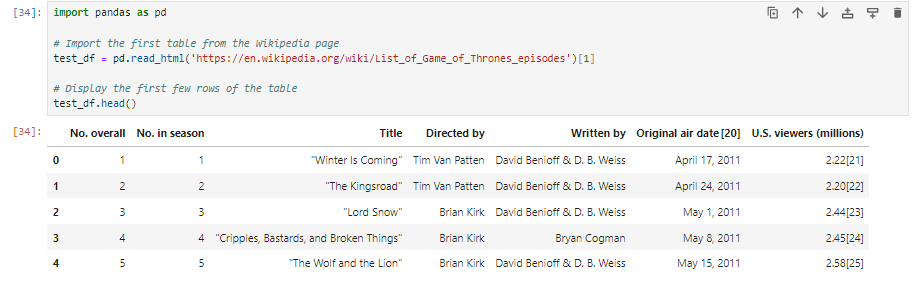 [34]: import pandas as pd
# Import the first table from the Wikipedia page
test_df = pd.read_html('https://en.wikipedia.org/wiki/List_of_Game_of_Thrones_episodes')[1]
# Display the first few rows of the table
test_df.head()
[34]: No. overall No. in season Title Directed by Written by Original air date[20] U.S. viewers (millions)
0 1 1 "Winter Is Coming" Tim Van Patten David Benioff & D. B. Weiss April 17, 2011 2.22[21]
1 2 2 "The Kingsroad" Tim Van Patten David Benioff & D. B. Weiss April 24, 2011 2.20[22]
2 3 3 "Lord Snow" Brian Kirk David Benioff & D. B. Weiss May 1, 2011 2.44[23]
3 4 4 "Cripples, Bastards, and Broken Things" Brian Kirk Bryan Cogman May 8, 2011 2.45[24]
4 5 5 "The Wolf and the Lion" Brian Kirk David Benioff & D. B. Weiss May 15, 2011 2.58[25]